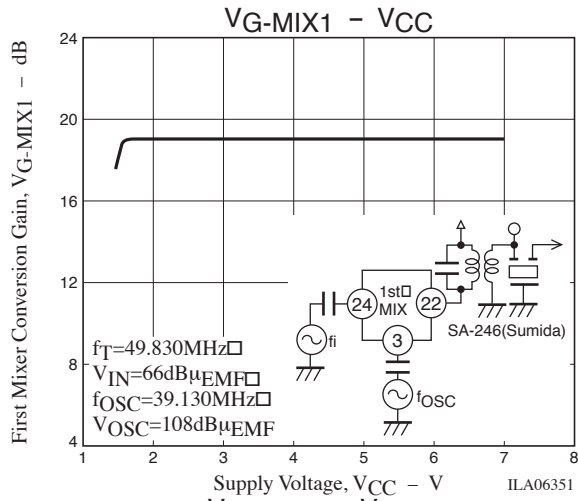 VG-MIX1 – VCC
First Mixer Conversion Gain, VG-MIX1 – dB
24
20
16
12
8
4
1
2
3
4
5
6
7
8
Supply Voltage, VCC – V
ILA06351
fT=49.830MHz□
VIN=66dBμEMF□
fOSC=39.130MHz□
VOSC=108dBμEMF
24
1st□
MIX
22
3
fi
fOSC
SA-246(Sumida)